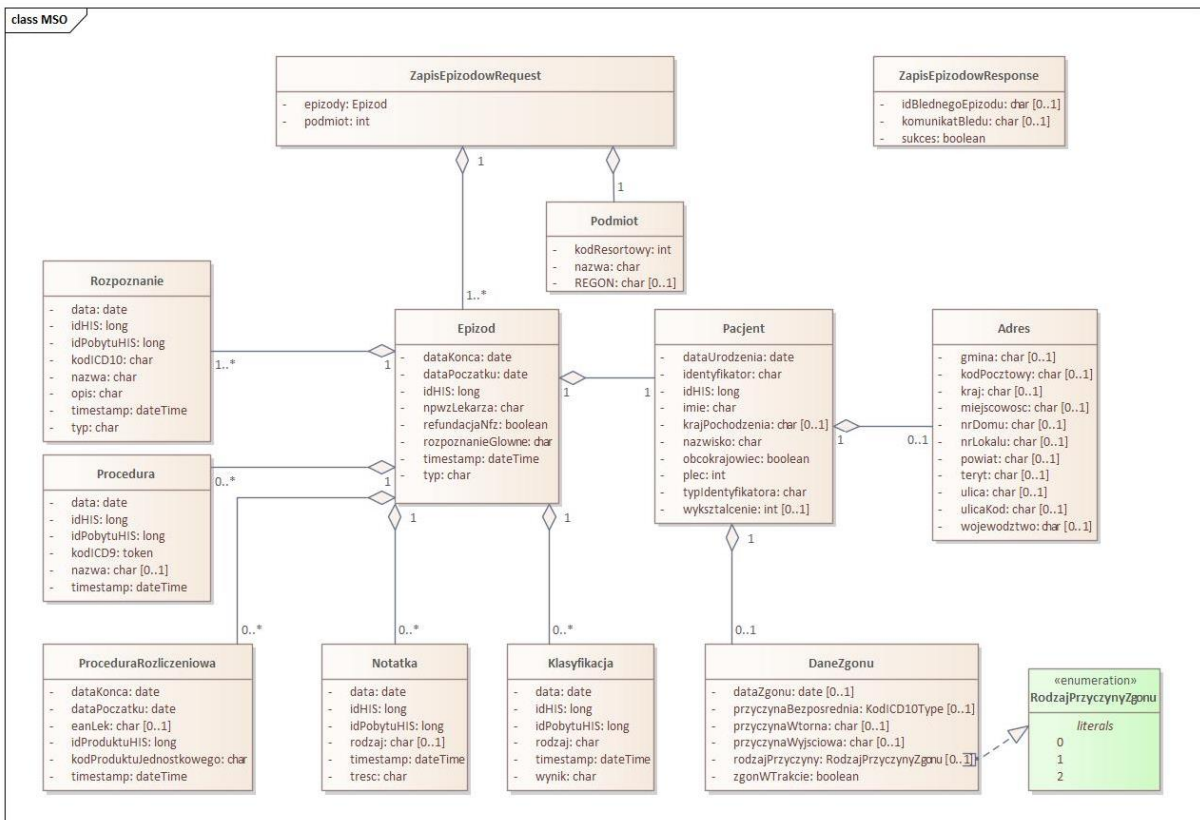 class MSO
ZapisEpizodowRequest
- epizody: Epizod
- podmiot: int
ZapisEpizodowResponse
- idBlednegoEpizodu: char [0..1]
- komunikatBledu: char [0..1]
- sukces: boolean
1
1
Podmiot
- kodResortowy: int
- nazwa: char
- REGON: char [0..1]
Rozpoznanie
- data: date
- idHIS: long
- idPobytuHIS: long
- kodICD10: char
- nazwa: char
- opis: char
- timestamp: dateTime
- typ: char
1..*
1..*
1
Epizod
- dataKonca: date
- dataPoczatku: date
- idHIS: long
- npwzLekarza: char
- refundacjaNfz: boolean
- rozpoznanieGlowne: char
- timestamp: dateTime
- typ: char
1
1
Pacjent
- dataUrodzenia: date
- identyfikator: char
- idHIS: long
- imie: char
- krajPochodzenia: char [0..1]
- nazwisko: char
- obcokrajowiec: boolean
- plec: int
- typIdentyfikatora: char
- wyksztalcenie: int [0..1]
1
0..1
Adres
- gmina: char [0..1]
- kodPocztowy: char [0..1]
- kraj: char [0..1]
- miejscowosc: char [0..1]
- nrDomu: char [0..1]
- nrLokalu: char [0..1]
- powiat: char [0..1]
- teryt: char [0..1]
- ulica: char [0..1]
- ulicaKod: char [0..1]
- wojewodztwo: char [0..1]
Procedura
- data: date
- idHIS: long
- idPobytuHIS: long
- kodICD9: token
- nazwa: char [0..1]
- timestamp: dateTime
0..*
1
1
1
1
0..*
0..*
0..*
0..1
ProceduraRozliczeniowa
- dataKonca: date
- dataPoczatku: date
- eanLek: char [0..1]
- idProduktuHIS: long
- kodProduktuJednostkowego: char
- timestamp: dateTime
Notatka
- data: date
- idHIS: long
- idPobytuHIS: long
- rodzaj: char [0..1]
- timestamp: dateTime
- tresc: char
Klasyfikacja
- data: date
- idHIS: long
- idPobytuHIS: long
- rodzaj: char
- timestamp: dateTime
- wynik: char
DaneZgonu
- dataZgonu: date [0..1]
- przyczynaBezposrednia: KodICD10Type [0..1]
- przyczynaWtorna: char [0..1]
- przyczynaWyjsciowa: char [0..1]
- rodzajPrzyczyny: RodzajPrzyczynyZgonu [0..1]
- zgonWTrakcie: boolean
«enumeration»
RodzajPrzyczynyZgonu
literals
0
1
2